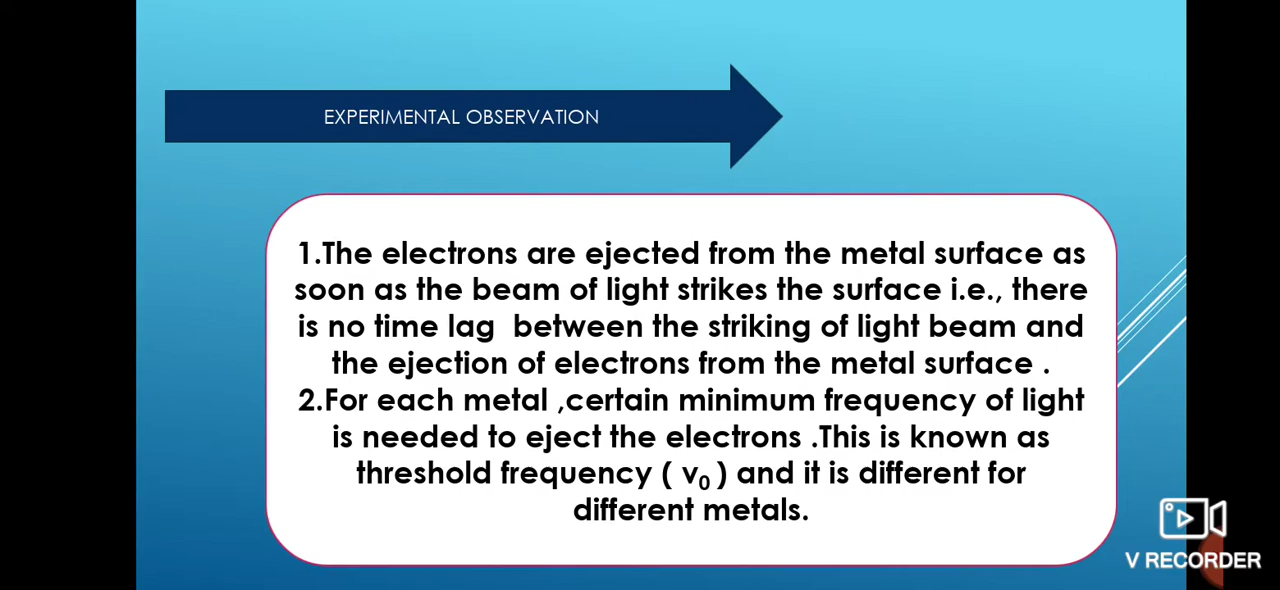 EXPERIMENTAL OBSERVATION
1.The electrons are ejected from the metal surface as
soon as the beam of light strikes the surface i.e., there
is no time lag between the striking of light beam and
the ejection of electrons from the metal surface .
2.For each metal ,certain minimum frequency of light
is needed to eject the electrons .This is known as
threshold frequency ( v₀ ) and it is different for
different metals.
V RECORDER